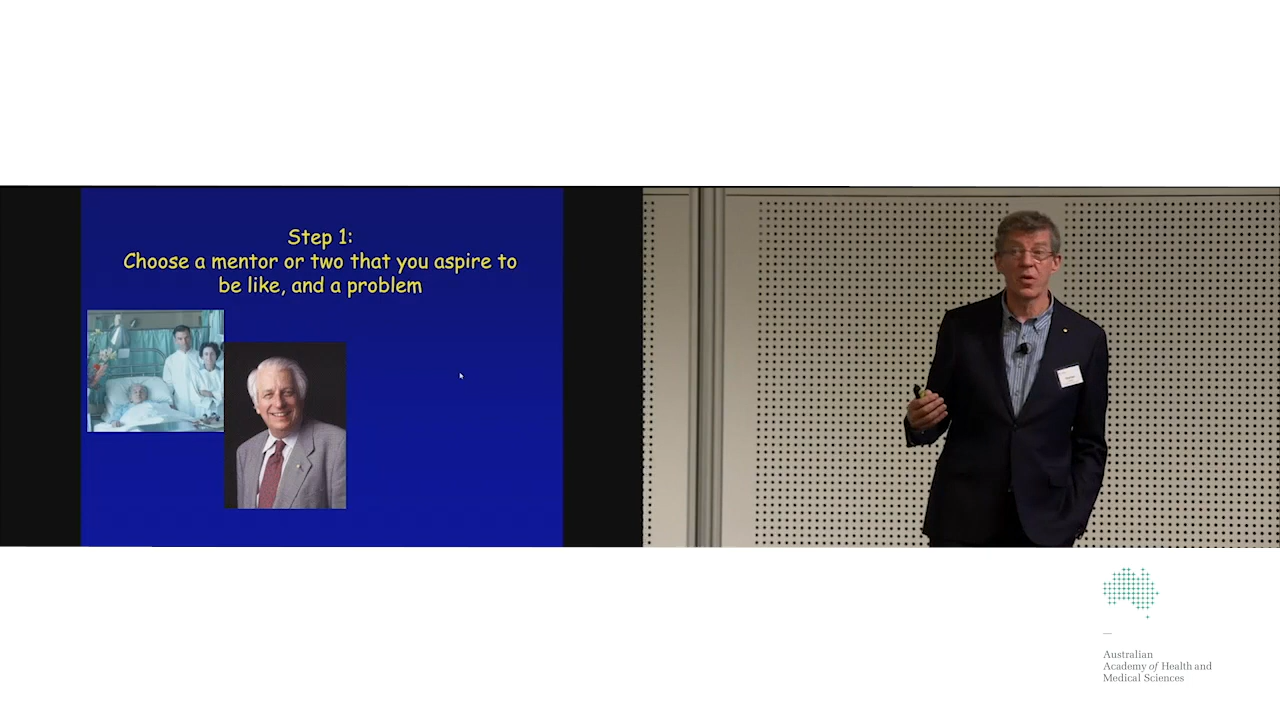 Step 1:
Choose a mentor or two that you aspire to
be like, and a problem
Australian
Academy of Health and
Medical Sciences